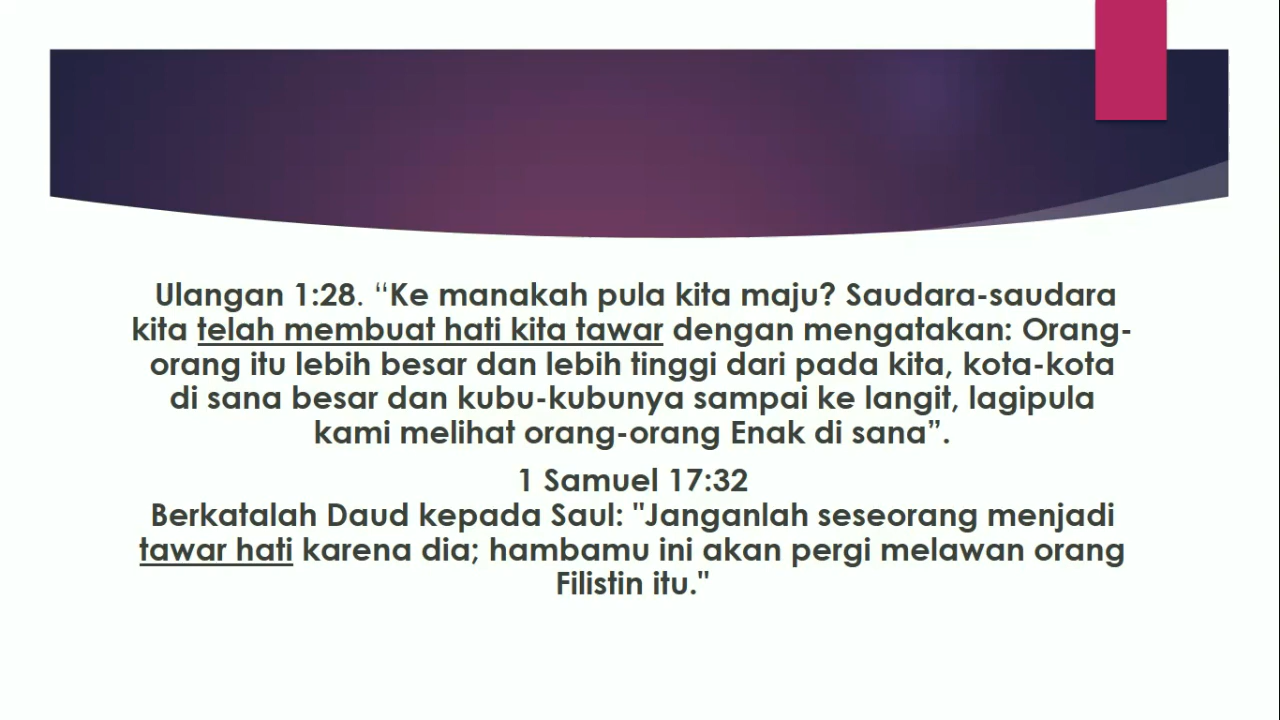 Ulangan 1:28. “Ke manakah pula kita maju? Saudara-saudara
kita telah membuat hati kita tawar dengan mengatakan: Orang-
orang itu lebih besar dan lebih tinggi dari pada kita, kota-kota
di sana besar dan kubu-kubunya sampai ke langit, lagipula
kami melihat orang-orang Enak di sana”.
1 Samuel 17:32
Berkatalah Daud kepada Saul: "Janganlah seseorang menjadi
tawar hati karena dia; hambamu ini akan pergi melawan orang
Filistin itu."